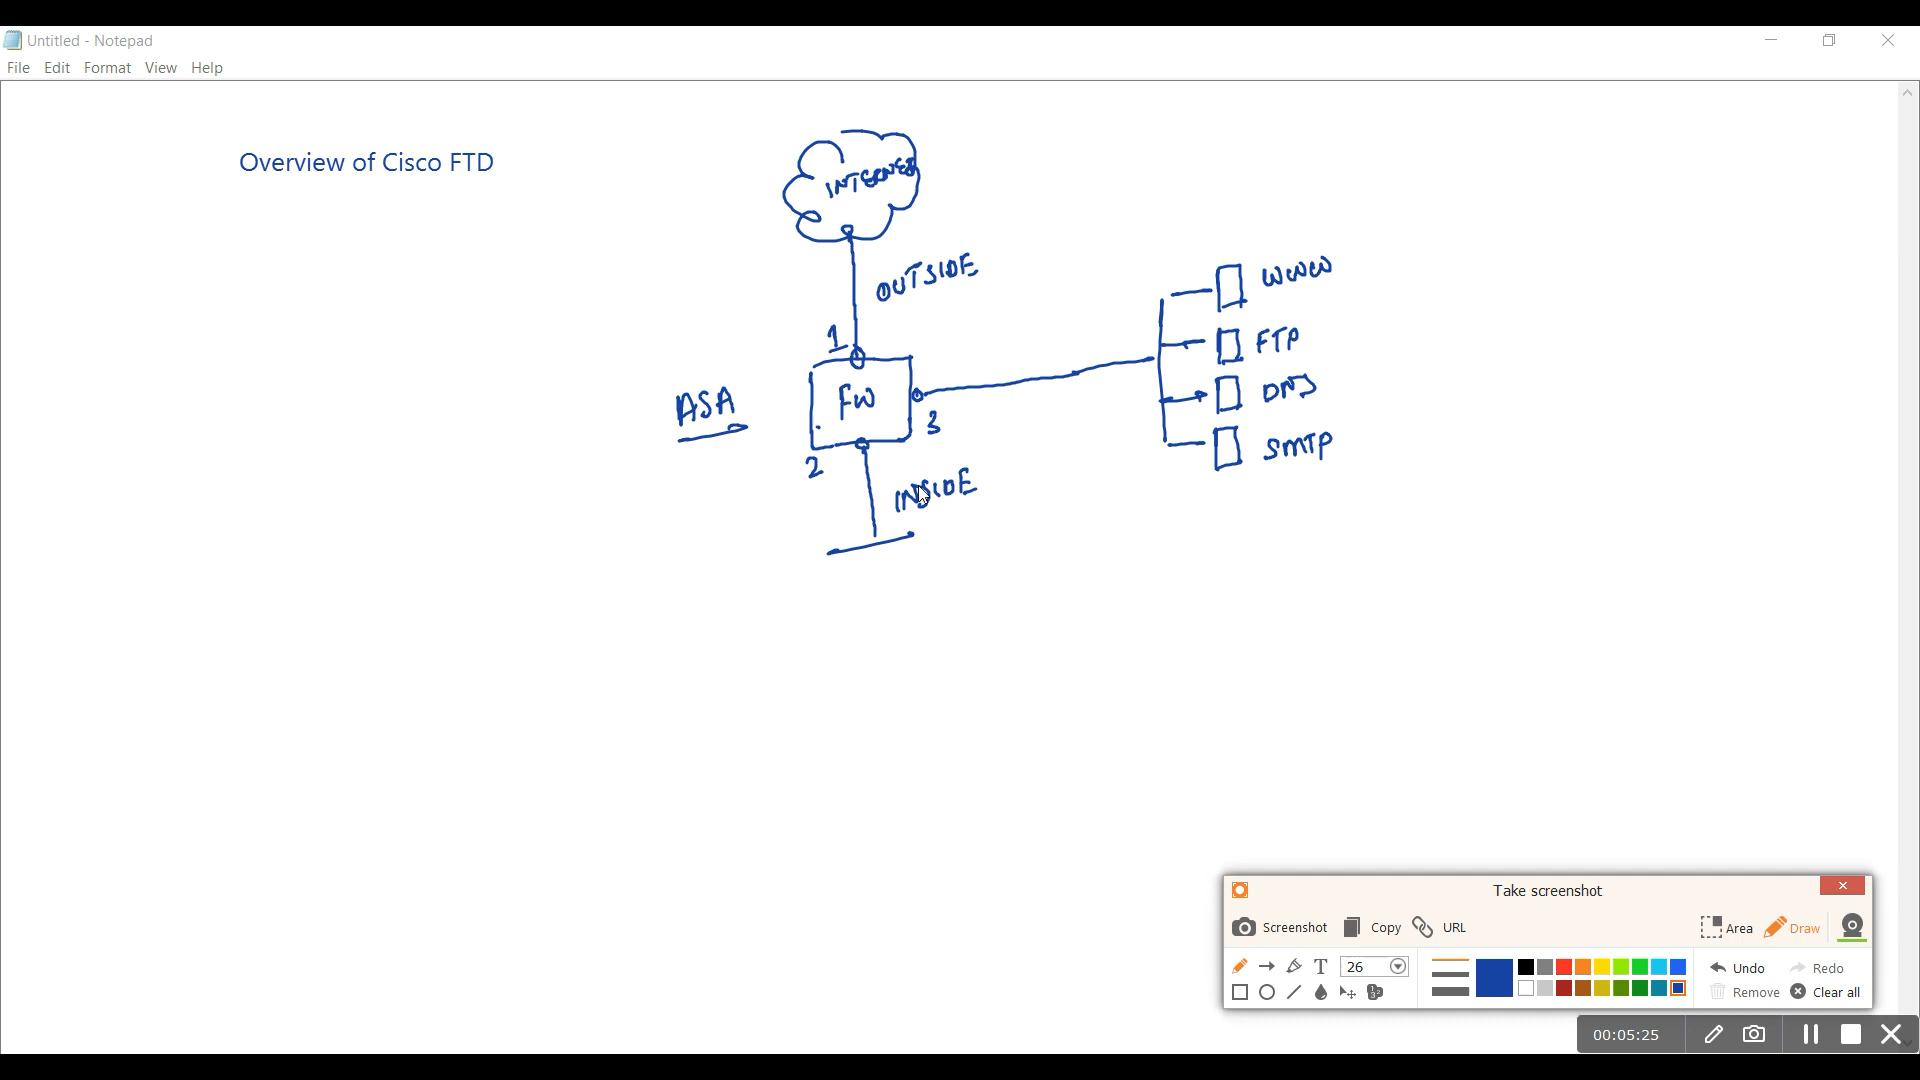 Untitled - Notepad
File Edit Format View Help
Overview of Cisco FTD
INTERNET
OUTSIDE
1
FW
ASA
3
2
INSIDE
WWW
FTP
DNS
SMTP
Take screenshot
Screenshot Copy URL Area Draw
26
Undo Redo
Remove Clear all
00:05:25